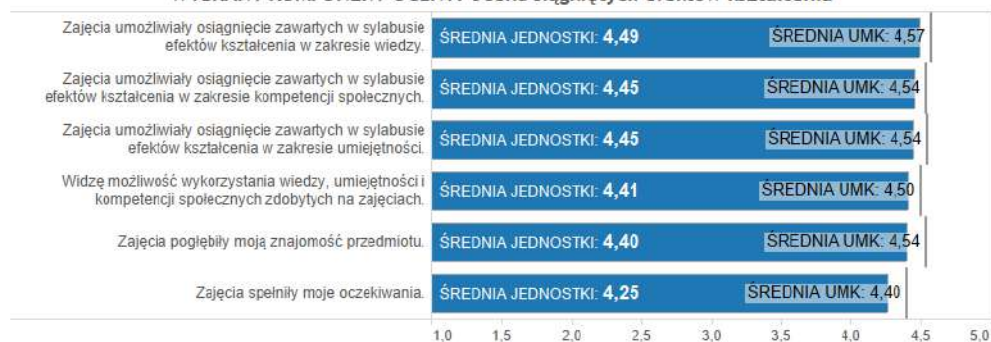 Zajęcia umożliwiały osiągnięcie zawartych w sylabusie
efektów kształcenia w zakresie wiedzy.
ŚREDNIA JEDNOSTKI: 4,49
ŚREDNIA UMK: 4,57
Zajęcia umożliwiały osiągnięcie zawartych w sylabusie
efektów kształcenia w zakresie kompetencji społecznych.
ŚREDNIA JEDNOSTKI: 4,45
ŚREDNIA UMK: 4,54
Zajęcia umożliwiały osiągnięcie zawartych w sylabusie
efektów kształcenia w zakresie umiejętności.
ŚREDNIA JEDNOSTKI: 4,45
ŚREDNIA UMK: 4,54
Widzę możliwość wykorzystania wiedzy, umiejętności i
kompetencji społecznych zdobytych na zajęciach.
ŚREDNIA JEDNOSTKI: 4,41
ŚREDNIA UMK: 4,50
Zajęcia pogłębiły moją znajomość przedmiotu.
ŚREDNIA JEDNOSTKI: 4,40
ŚREDNIA UMK: 4,54
Zajęcia spełniły moje oczekiwania.
ŚREDNIA JEDNOSTKI: 4,25
ŚREDNIA UMK: 4,40
1,0 1,5 2,0 2,5 3,0 3,5 4,0 4,5 5,0